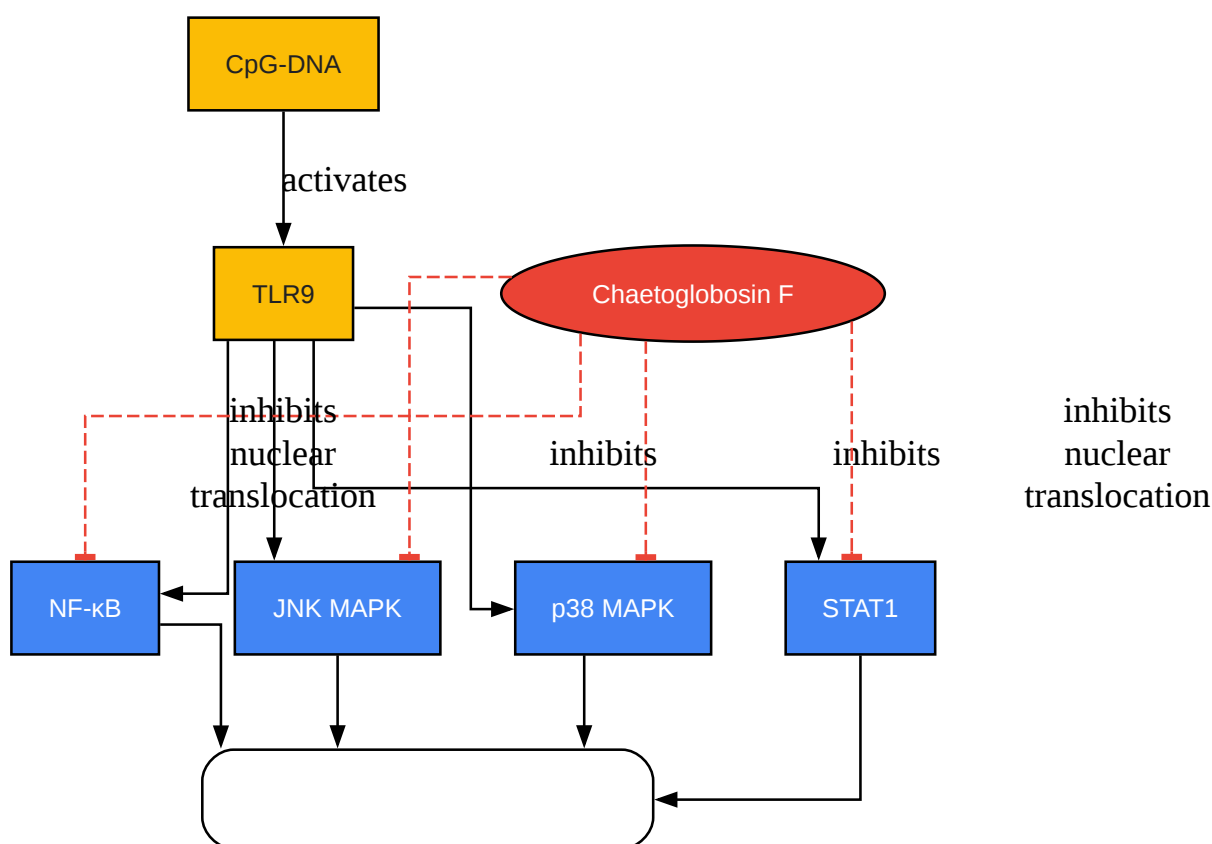 CpG-DNA
activates
TLR9
Chaetoglobosin F
inhibits
nuclear
translocation
inhibits
inhibits
inhibits
nuclear
translocation
NF-κB
JNK MAPK
p38 MAPK
STAT1